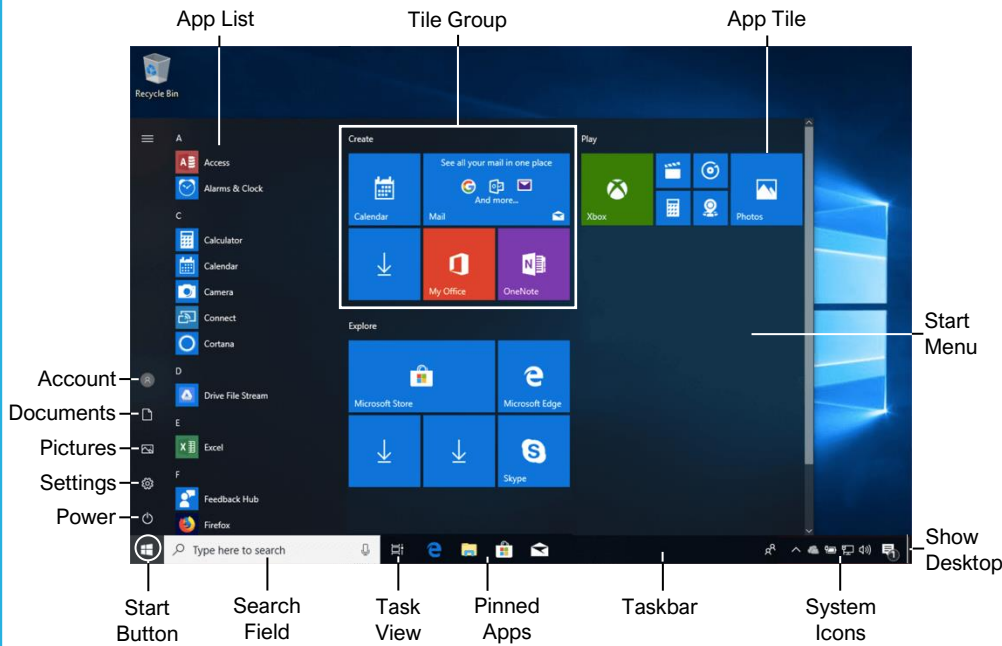 App List
Tile Group
App Tile
Recycle Bin
A
Access
Alarms & Clock
C
Calculator
Calendar
Camera
Connect
Cortana
D
Drive File Stream
E
Excel
F
Feedback Hub
Firefox
Create
Calendar
See all your mail in one place
And more...
Mail
My Office
OneNote
Explore
Microsoft Store
Microsoft Edge
Skype
Play
Xbox
Photos
Start
Menu
Account
Documents
Pictures
Settings
Power
Type here to search
1
Show
Desktop
Start
Button
Search
Field
Task
View
Pinned
Apps
Taskbar
System
Icons